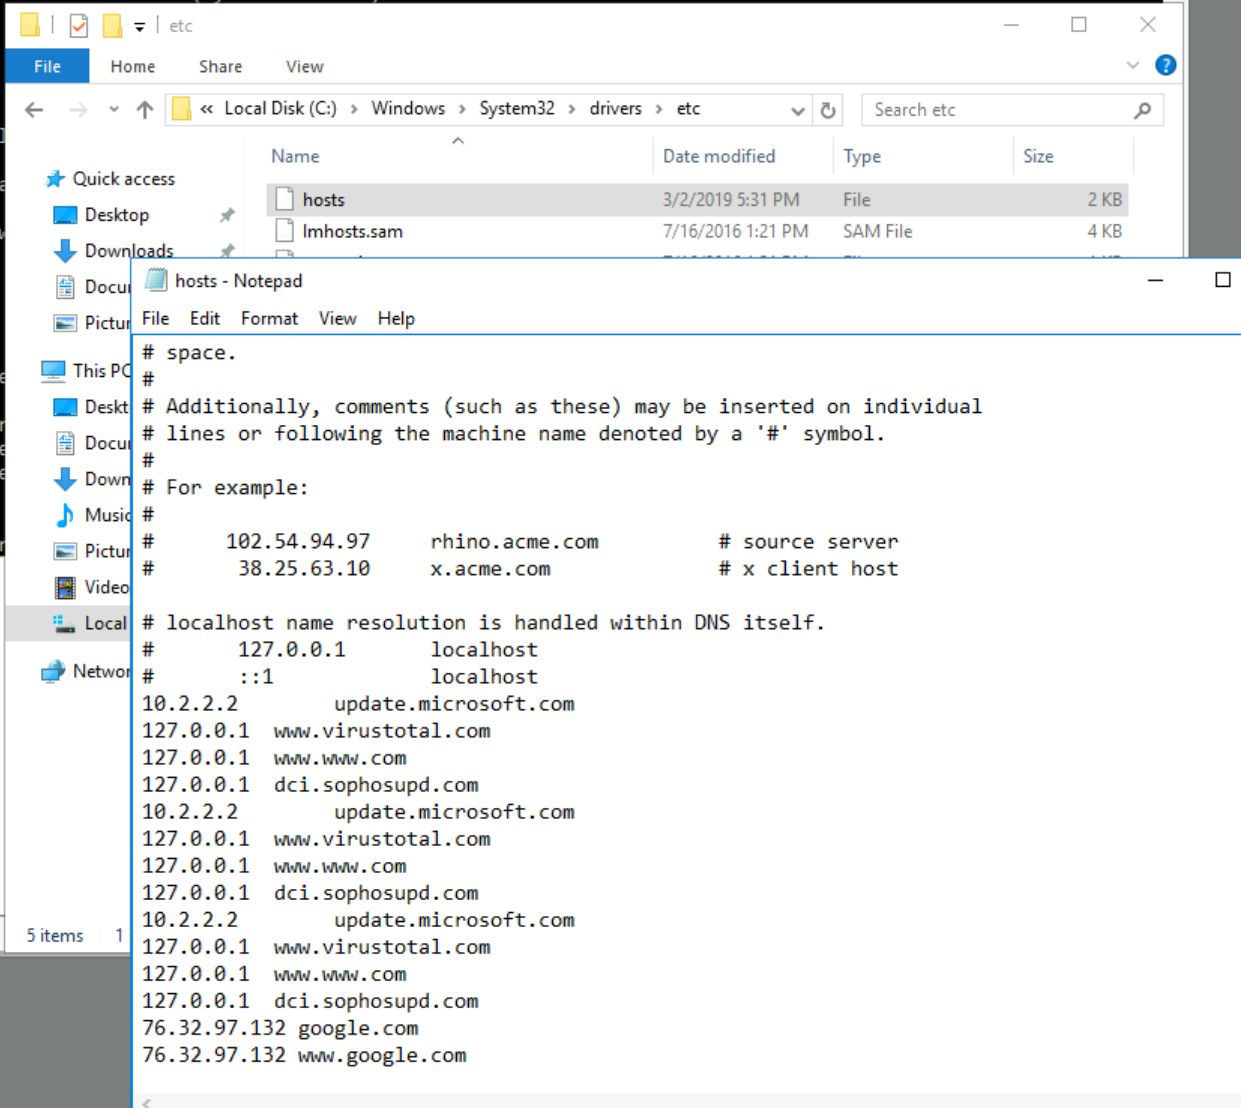 etc
File Home Share View
« Local Disk (C:) > Windows > System32 > drivers > etc
Search etc
Name Date modified Type Size
Quick access
Desktop
Downloads
hosts 3/2/2019 5:31 PM File 2 KB
lmhosts.sam 7/16/2016 1:21 PM SAM File 4 KB
Docu
Pictur
This PC
Deskt
Docu
Down
Music
Pictur
Video
Local
Networ
5 items 1
hosts - Notepad
File Edit Format View Help
# space.
#
# Additionally, comments (such as these) may be inserted on individual
# lines or following the machine name denoted by a '#' symbol.
#
# For example:
#
# 102.54.94.97 rhino.acme.com # source server
# 38.25.63.10 x.acme.com # x client host
# localhost name resolution is handled within DNS itself.
# 127.0.0.1 localhost
# ::1 localhost
10.2.2.2 update.microsoft.com
127.0.0.1 www.virustotal.com
127.0.0.1 www.www.com
127.0.0.1 dci.sophosupd.com
10.2.2.2 update.microsoft.com
127.0.0.1 www.virustotal.com
127.0.0.1 www.www.com
127.0.0.1 dci.sophosupd.com
10.2.2.2 update.microsoft.com
127.0.0.1 www.virustotal.com
127.0.0.1 www.www.com
127.0.0.1 dci.sophosupd.com
76.32.97.132 google.com
76.32.97.132 www.google.com